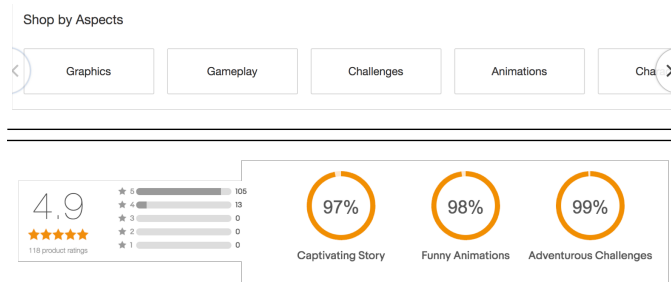 Shop by Aspects
Graphics Gameplay Challenges Animations
4.9
118 product ratings
5 105
4 13
3 0
2 0
1 0
97% 98% 99%
Captivating Story Funny Animations Adventurous Challenges